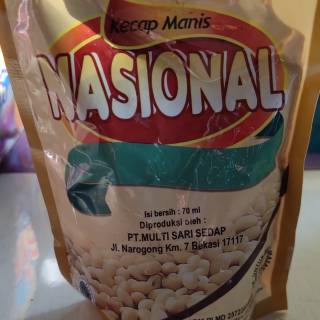 Kecap Manis
NASIONAL
Isi bersih : 70 ml
Diproduksi oleh :
PT.MULTI SARI SEDAP
Jl. Narogong Km. 7 Bekasi 17117